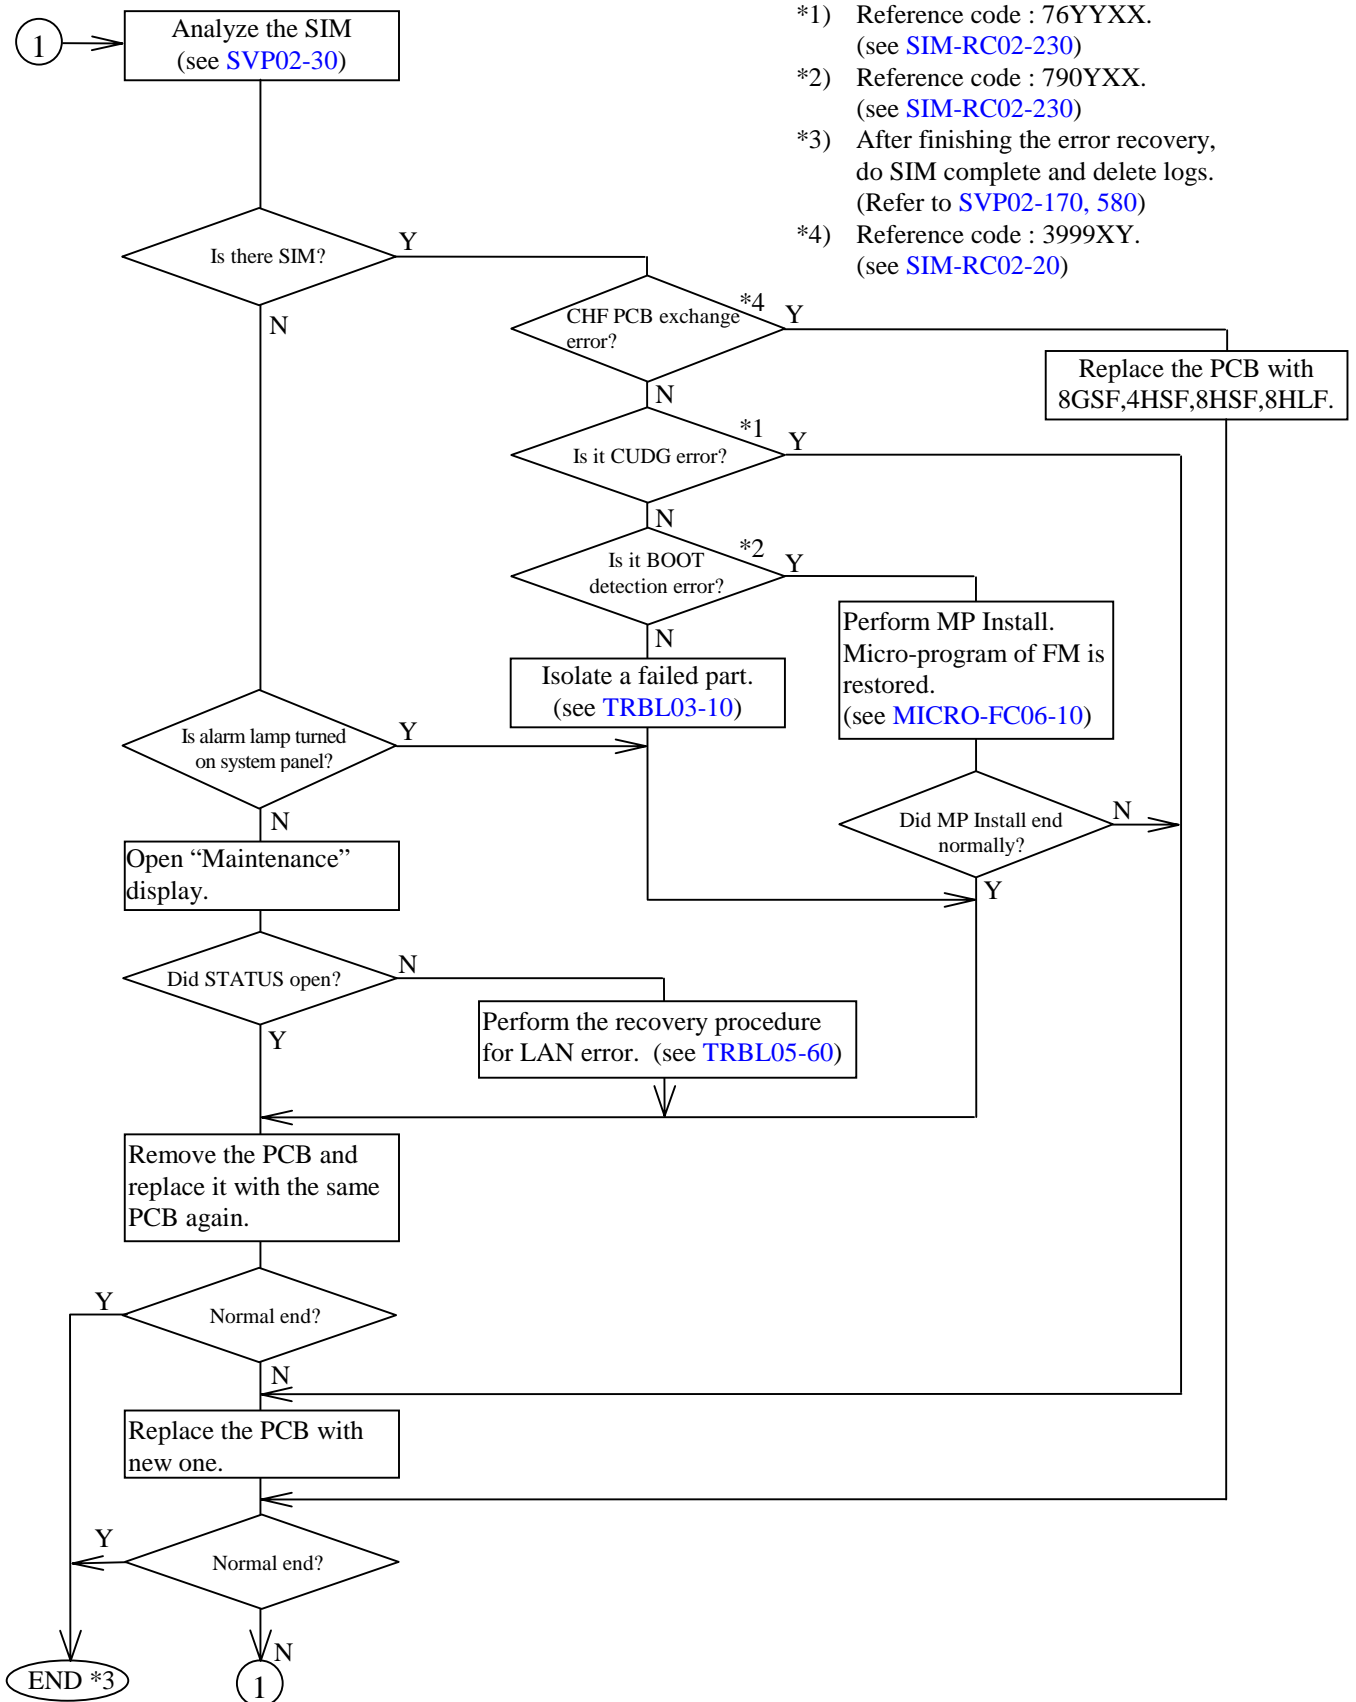 1
Analyze the SIM
(see SVP02-30)
*1) Reference code : 76YYXX.
(see SIM-RC02-230)
*2) Reference code : 790YXX.
(see SIM-RC02-230)
*3) After finishing the error recovery,
do SIM complete and delete logs.
(Refer to SVP02-170, 580)
*4) Reference code : 3999XY.
(see SIM-RC02-20)
Is there SIM?
Y
N
CHF PCB exchange
error?
*4
Y
N
Replace the PCB with
8GSF,4HSF,8HSF,8HLF.
Is it CUDG error?
*1
Y
N
Is it BOOT
detection error?
*2
Y
N
Perform MP Install.
Micro-program of FM is
restored.
(see MICRO-FC06-10)
Isolate a failed part.
(see TRBL03-10)
Is alarm lamp turned
on system panel?
Y
N
Did MP Install end
normally?
N
Y
Open “Maintenance”
display.
Did STATUS open?
N
Y
Perform the recovery procedure
for LAN error. (see TRBL05-60)
Remove the PCB and
replace it with the same
PCB again.
Normal end?
Y
N
Replace the PCB with
new one.
Normal end?
Y
N
END *3
1